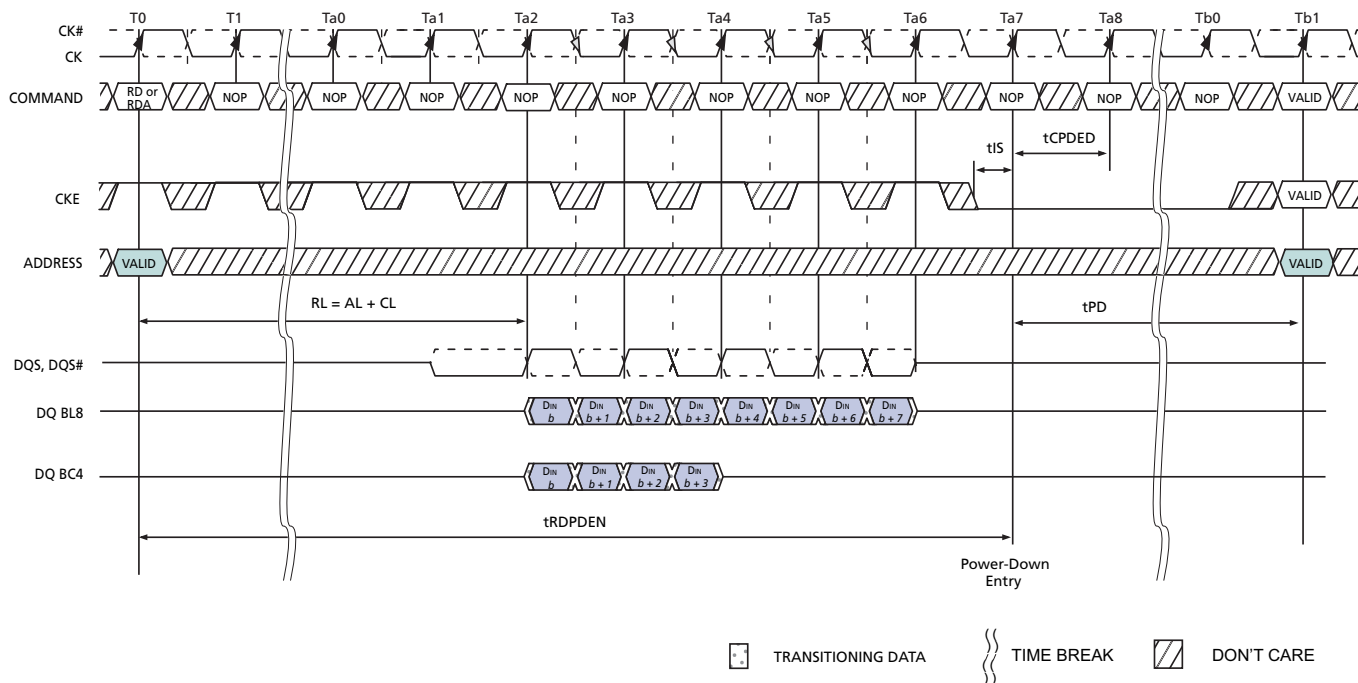 T0 T1 Ta0 Ta1 Ta2 Ta3 Ta4 Ta5 Ta6 Ta7 Ta8 Tb0 Tb1
CK#
CK
COMMAND RD or RDA NOP NOP NOP NOP NOP NOP NOP NOP NOP NOP NOP VALID
tIS tCPDED
CKE VALID
ADDRESS VALID VALID
RL = AL + CL tPD
DQS, DQS#
DQ BL8 DIN b DIN b + 1 DIN b + 2 DIN b + 3 DIN b + 4 DIN b + 5 DIN b + 6 DIN b + 7
DQ BC4 DIN b DIN b + 1 DIN b + 2 DIN b + 3
tRDPDEN
Power-Down
Entry
TRANSITIONING DATA TIME BREAK DON'T CARE